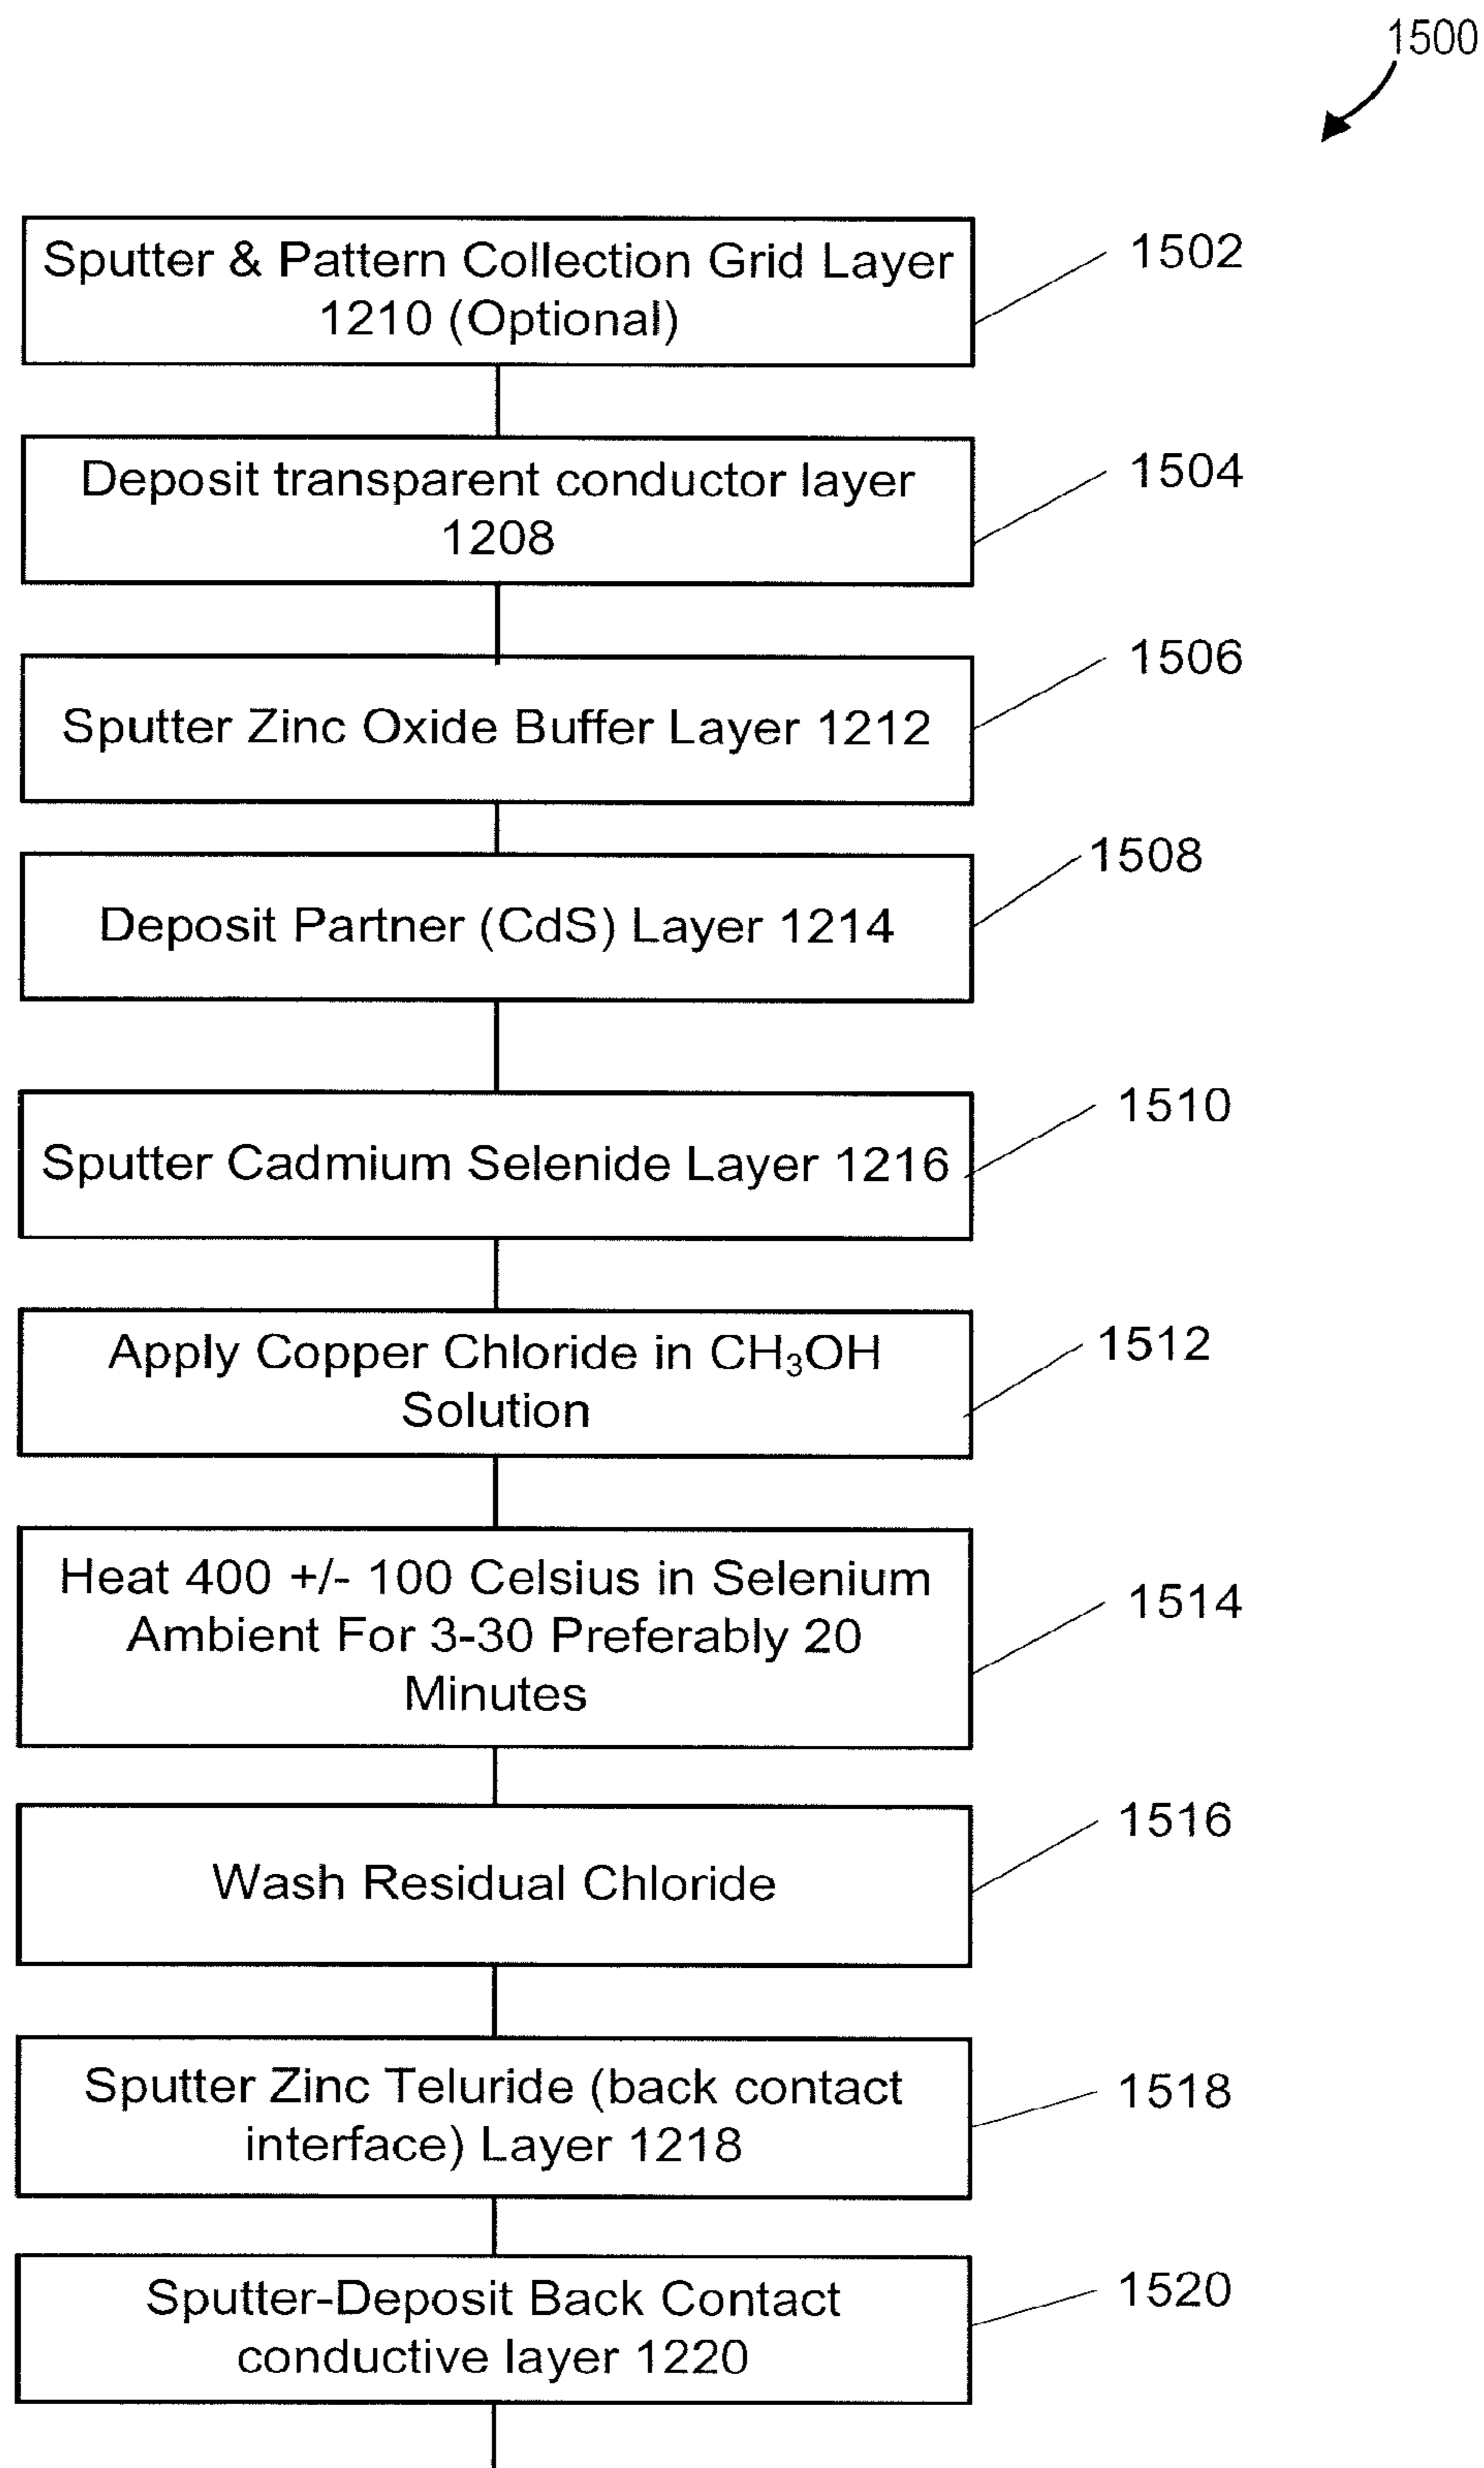 1500
Sputter & Pattern Collection Grid Layer
1210 (Optional)
1502
Deposit transparent conductor layer
1208
1504
Sputter Zinc Oxide Buffer Layer 1212
1506
Deposit Partner (CdS) Layer 1214
1508
Sputter Cadmium Selenide Layer 1216
1510
Apply Copper Chloride in CH₃OH
Solution
1512
Heat 400 +/- 100 Celsius in Selenium
Ambient For 3-30 Preferably 20
Minutes
1514
Wash Residual Chloride
1516
Sputter Zinc Teluride (back contact
interface) Layer 1218
1518
Sputter-Deposit Back Contact
conductive layer 1220
1520